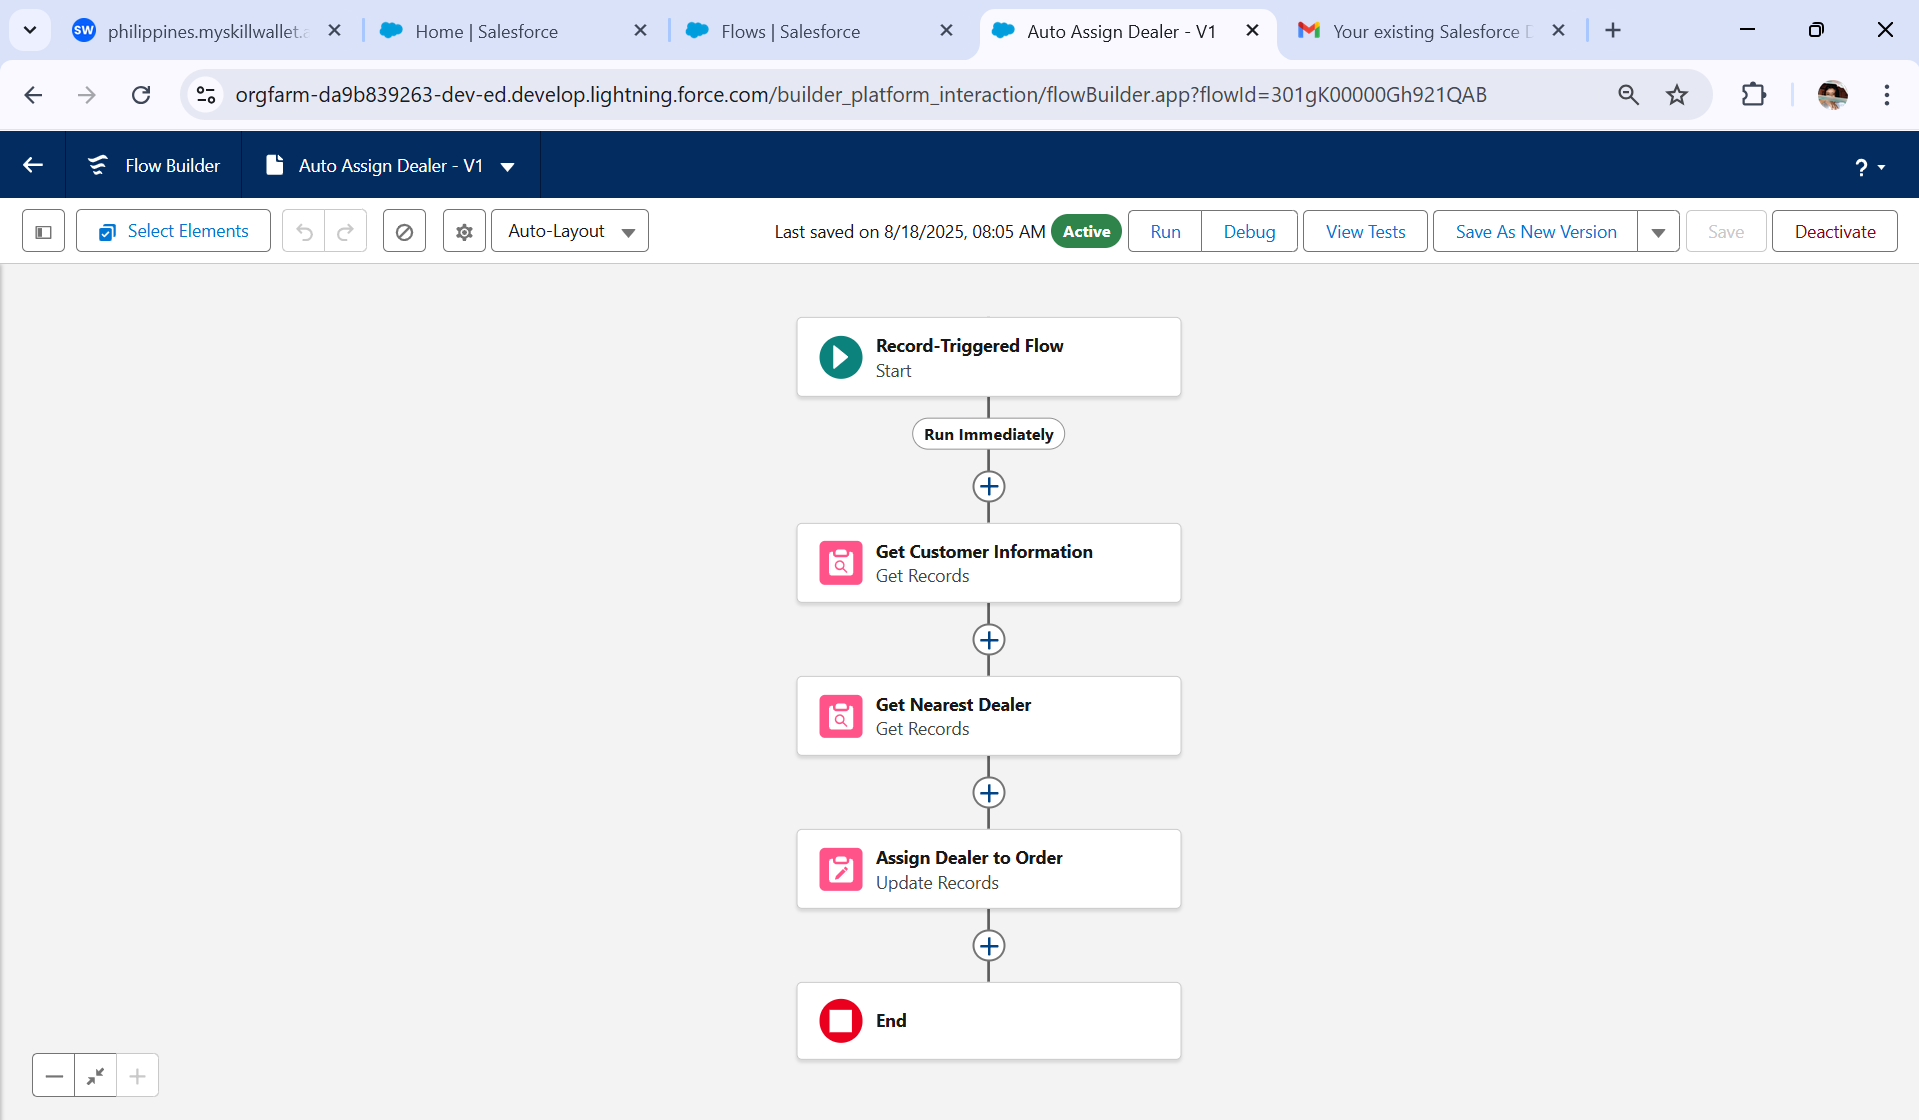 SW philippines.myskillwallet.a
Home | Salesforce
Flows | Salesforce
Auto Assign Dealer - V1
Your existing Salesforce D
orgfarm-da9b839263-dev-ed.develop.lightning.force.com/builder_platform_interaction/flowBuilder.app?flowId=301gK00000Gh921QAB
Flow Builder
Auto Assign Dealer - V1
?
Select Elements
Auto-Layout
Last saved on 8/18/2025, 08:05 AM
Active
Run
Debug
View Tests
Save As New Version
Save
Deactivate
Record-Triggered Flow
Start
Run Immediately
Get Customer Information
Get Records
Get Nearest Dealer
Get Records
Assign Dealer to Order
Update Records
End